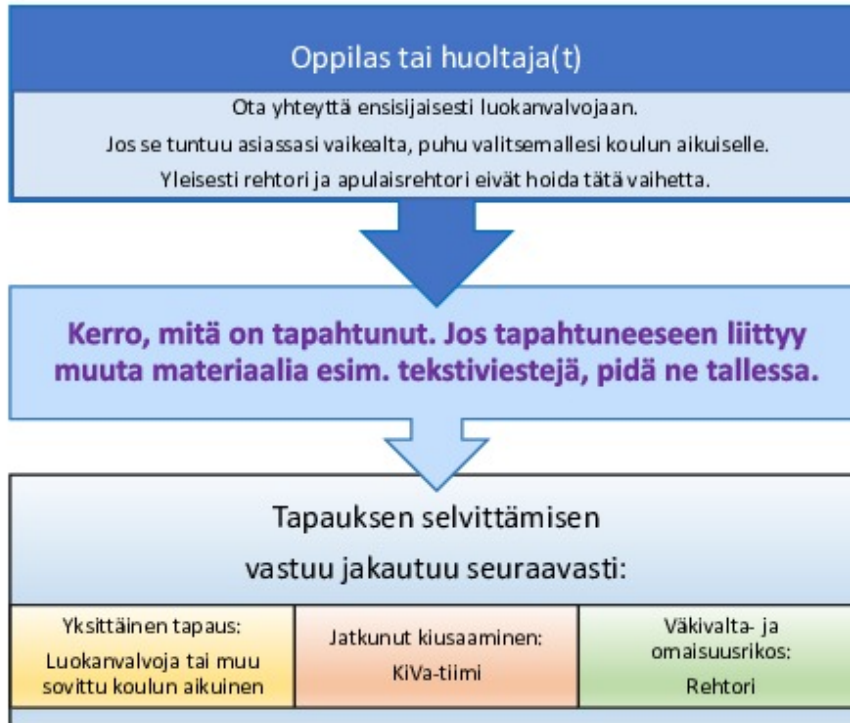 Oppilas tai huoltaja(t)
Ota yhteyttä ensisijaisesti luokanvalvojaan.
Jos se tuntuu asiassasi vaikealta, puhu valitsemallesi koulun aikuiselle.
Yleisesti rehtori ja apulaisrehtori eivät hoida tätä vaihetta.
Kerro, mitä on tapahtunut. Jos tapahtuneeseen liittyy
muuta materiaalia esim. tekstiviestejä, pidä ne tallessa.
Tapauksen selvittämisen
vastuu jakautuu seuraavasti:
Yksittäinen tapaus:
Luokanvalvoja tai muu
sovittu koulun aikuinen
Jatkunut kiusaaminen:
KiVa-tiimi
Väkivalta- ja
omaisuusrikos:
Rehtori